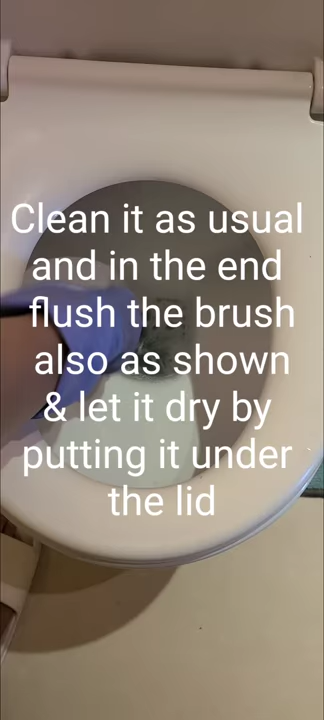 Clean it as usual
and in the end
flush the brush
also as shown
& let it dry by
putting it under
the lid